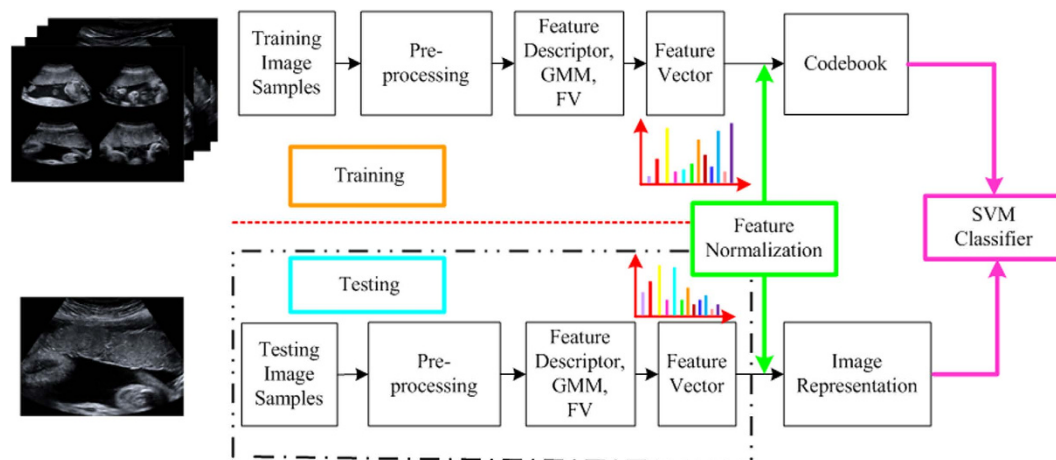 Training
Image
Samples
Pre-
processing
Feature
Descriptor,
GMM,
FV
Feature
Vector
Codebook
Training
SVM
Classifier
Feature
Normalization
Testing
Testing
Image
Samples
Pre-
processing
Feature
Descriptor,
GMM,
FV
Feature
Vector
Image
Representation